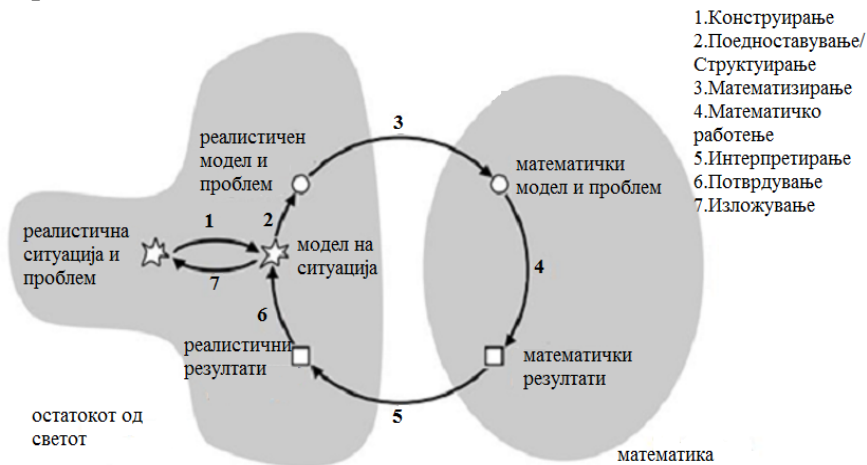 1.Конструирање
2.Поедноставување/
Структуирање
3.Математизирање
4.Математичко
работење
5.Интерпретирање
6.Потврдување
7.Изложување
3
реалистичен
модел и
проблем
математички
модел и проблем
1
2
реалистична
ситуација и
проблем
модел на
ситуација
7
4
6
реалистични
резултати
математички
резултати
5
остатокот од
светот
математика